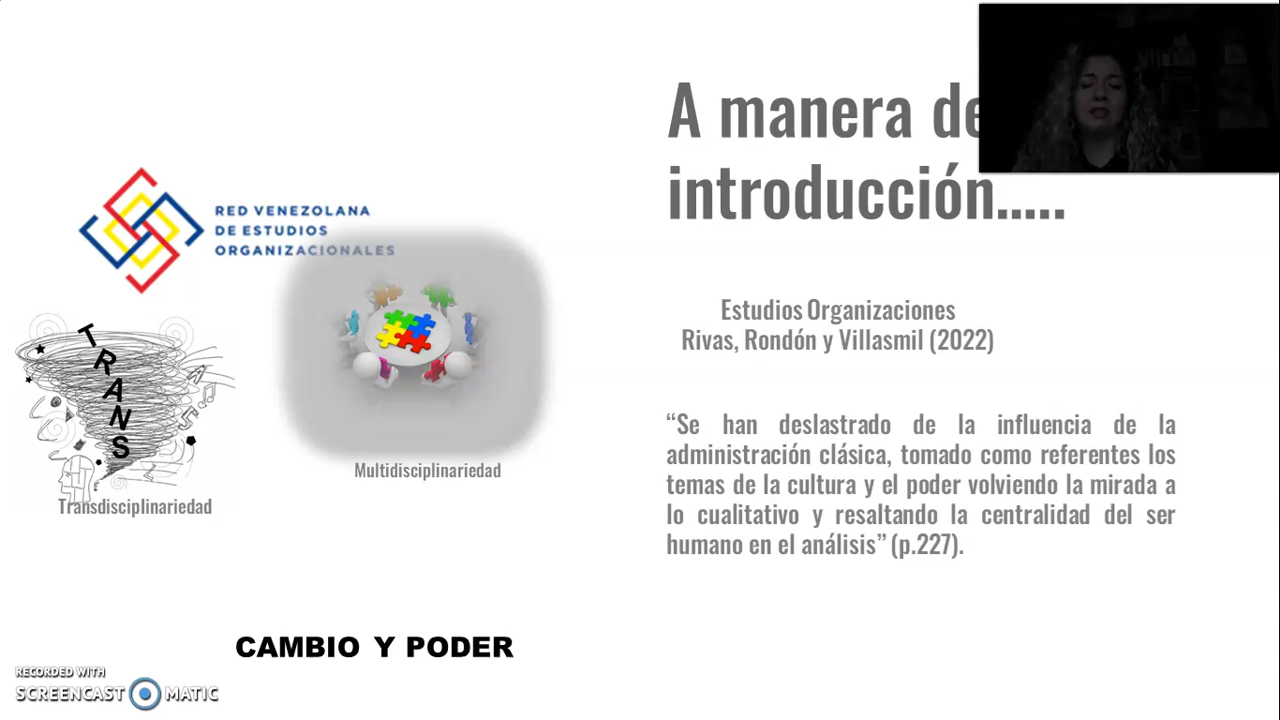 A manera de
introducción.....
RED VENEZOLANA
DE ESTUDIOS
ORGANIZACIONALES
Estudios Organizaciones
Rivas, Rondón y Villasmil (2022)
TRANS
Transdisciplinariedad
Multidisciplinariedad
“Se han deslastrado de la influencia de la
administración clásica, tomado como referentes los
temas de la cultura y el poder volviendo la mirada a
lo cualitativo y resaltando la centralidad del ser
humano en el análisis” (p.227).
CAMBIO Y PODER
RECORDED WITH
SCREENCAST MATIC